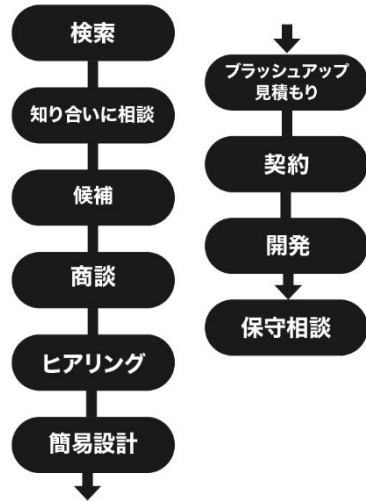 検索
知り合いに相談
候補
商談
ヒアリング
簡易設計
ブラッシュアップ
見積もり
契約
開発
保守相談